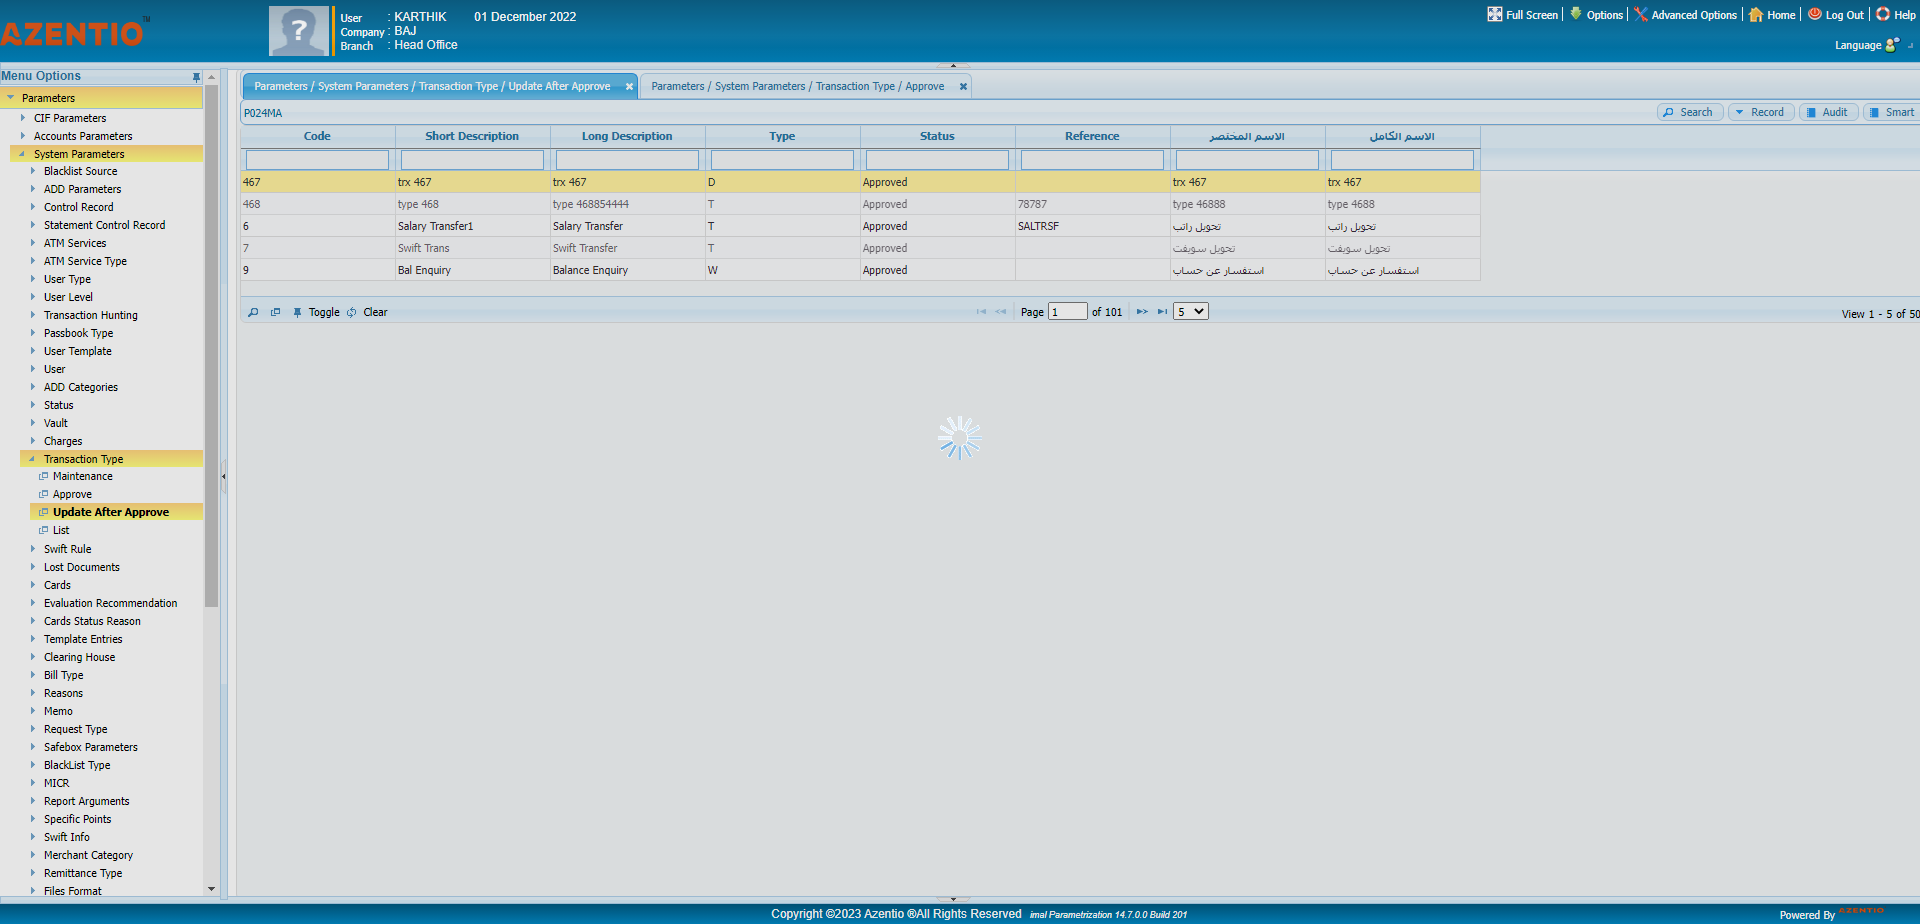 AZENTIO™
User : KARTHIK 01 December 2022
Company : BAJ
Branch : Head Office
Full Screen Options Advanced Options Home Log Out Help
Language
Menu Options
Parameters
CIF Parameters
Accounts Parameters
System Parameters
Blacklist Source
ADD Parameters
Control Record
Statement Control Record
ATM Services
ATM Service Type
User Type
User Level
Transaction Hunting
Passbook Type
User Template
User
ADD Categories
Status
Vault
Charges
Transaction Type
Maintenance
Approve
Update After Approve
List
Swift Rule
Lost Documents
Cards
Evaluation Recommendation
Cards Status Reason
Template Entries
Clearing House
Bill Type
Reasons
Memo
Request Type
Safebox Parameters
BlackList Type
MICR
Report Arguments
Specific Points
Swift Info
Merchant Category
Remittance Type
Files Format
Parameters / System Parameters / Transaction Type / Update After Approve
Parameters / System Parameters / Transaction Type / Approve
P024MA
Search Record Audit Smart
Code Short Description Long Description Type Status Reference الاسم المختصر الاسم الكامل
467 trx 467 trx 467 D Approved trx 467 trx 467
468 type 468 type 468854444 T Approved 78787 type 46888 type 4688
6 Salary Transfer1 Salary Transfer T Approved SALTRSF تحويل راتب تحويل راتب
7 Swift Trans Swift Transfer T Approved تحويل سويفت تحويل سويفت
9 Bal Enquiry Balance Enquiry W Approved استفسار عن حساب استفسار عن حساب
Toggle Clear
Page 1 of 101
5
View 1 - 5 of 50
Copyright ©2023 Azentio ®All Rights Reserved imal Parametrization 14.7.0.0 Build 201
Powered By AZENTIO